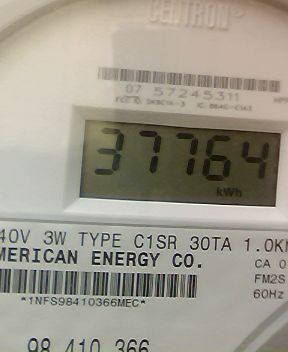 CENTRON®
07 57245311
37764
kWh
40V 3W TYPE C1SR 30TA 1.0K
MERICAN ENERGY CO.
CA 0
FM2S
60Hz
*1NFS98410366MEC*
98 410 366